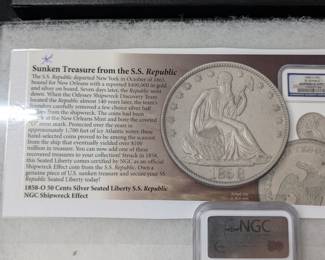 Sunken Treasure from the S.S. Republic
The S.S. Republic departed New York in October of 1865,
bound for New Orleans with a reported $400,000 in gold
and silver on board. Seven days later, the Republic went
down. When the Odyssey Shipwreck Discovery Team
located the Republic almost 140 years later, the team's
founders carefully removed a few choice silver half
dollars from the shipwreck. The coins had been
at the New Orleans Mint and bore the coveted
mint mark. Protected over the years in
approximately 1,700 feet of icy Atlantic water, these
hand-selected coins proved to be among the
from the ship that eventually yielded over $100
million in treasure. You can now add one of these
recovered treasures to your collection! Struck in 1858,
this Seated Liberty comes certified by NGC as an
official Shipwreck Effect coin from the S.S. Republic. Own a
genuine piece of U.S. sunken treasure and secure your SS
Republic Seated Liberty today!
1858-O 50 Cents Silver Seated Liberty S.S. Republic
NGC Shipwreck Effect
NGC